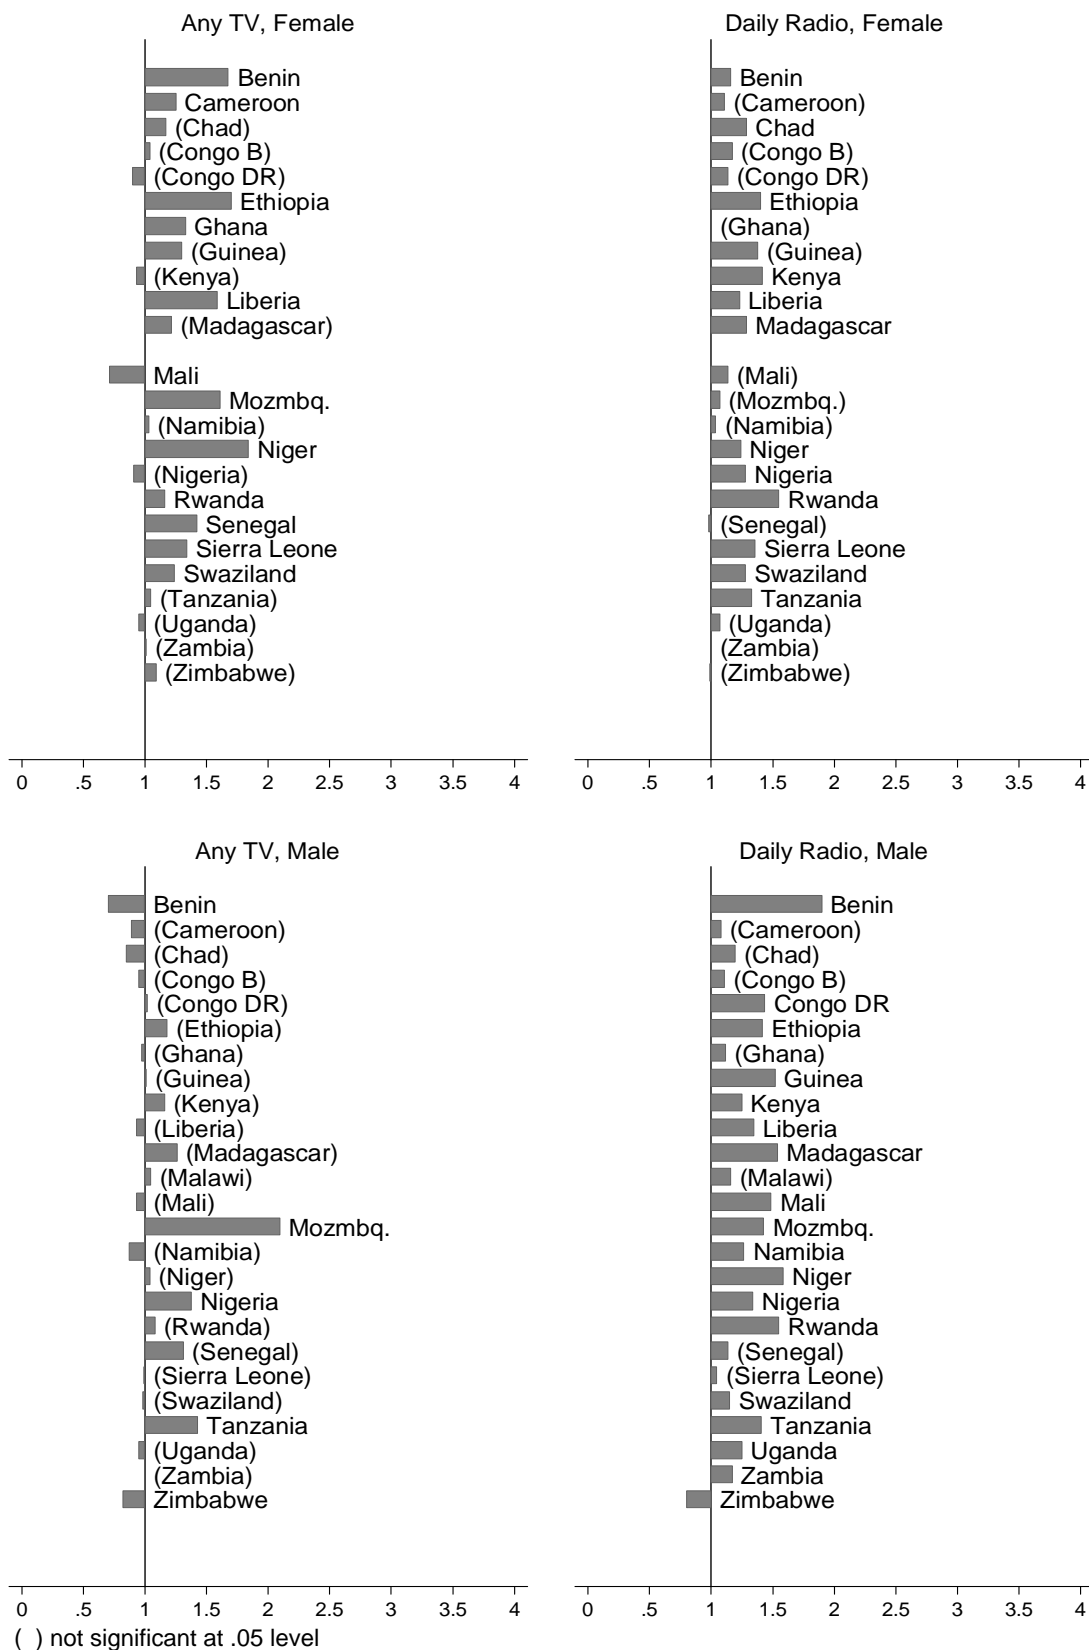 Any TV, Female
Benin
Cameroon
(Chad)
(Congo B)
(Congo DR)
Ethiopia
Ghana
(Guinea)
(Kenya)
Liberia
(Madagascar)
Mali
Mozmbq.
(Namibia)
Niger
(Nigeria)
Rwanda
Senegal
Sierra Leone
Swaziland
(Tanzania)
(Uganda)
(Zambia)
(Zimbabwe)
0 .5 1 1.5 2 2.5 3 3.5 4
Daily Radio, Female
Benin
(Cameroon)
Chad
(Congo B)
(Congo DR)
Ethiopia
(Ghana)
(Guinea)
Kenya
Liberia
Madagascar
(Mali)
(Mozmbq.)
(Namibia)
Niger
Nigeria
Rwanda
(Senegal)
Sierra Leone
Swaziland
Tanzania
(Uganda)
(Zambia)
(Zimbabwe)
0 .5 1 1.5 2 2.5 3 3.5 4
Any TV, Male
Benin
(Cameroon)
(Chad)
(Congo B)
(Congo DR)
(Ethiopia)
(Ghana)
(Guinea)
(Kenya)
(Liberia)
(Madagascar)
(Malawi)
(Mali)
Mozmbq.
(Namibia)
(Niger)
Nigeria
(Rwanda)
(Senegal)
(Sierra Leone)
(Swaziland)
Tanzania
(Uganda)
(Zambia)
Zimbabwe
0 .5 1 1.5 2 2.5 3 3.5 4
Daily Radio, Male
Benin
(Cameroon)
(Chad)
(Congo B)
Congo DR
Ethiopia
(Ghana)
Guinea
Kenya
Liberia
Madagascar
(Malawi)
Mali
Mozmbq.
Namibia
Niger
Nigeria
Rwanda
(Senegal)
(Sierra Leone)
Swaziland
Tanzania
Uganda
Zambia
Zimbabwe
0 .5 1 1.5 2 2.5 3 3.5 4
( ) not significant at .05 level